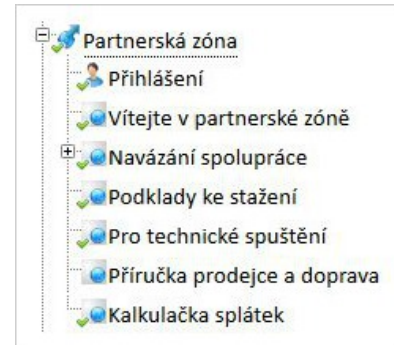 Partnerská zóna
Přihlášení
Vítejte v partnerské zóně
Navázání spolupráce
Podklady ke stažení
Pro technické spuštění
Příručka prodejce a doprava
Kalkulačka splátek